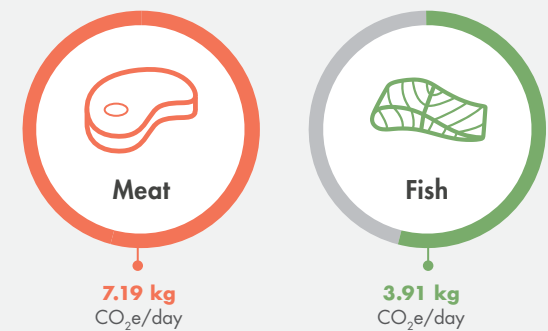 Meat
7.19 kg
CO₂e/day
Fish
3.91 kg
CO₂e/day